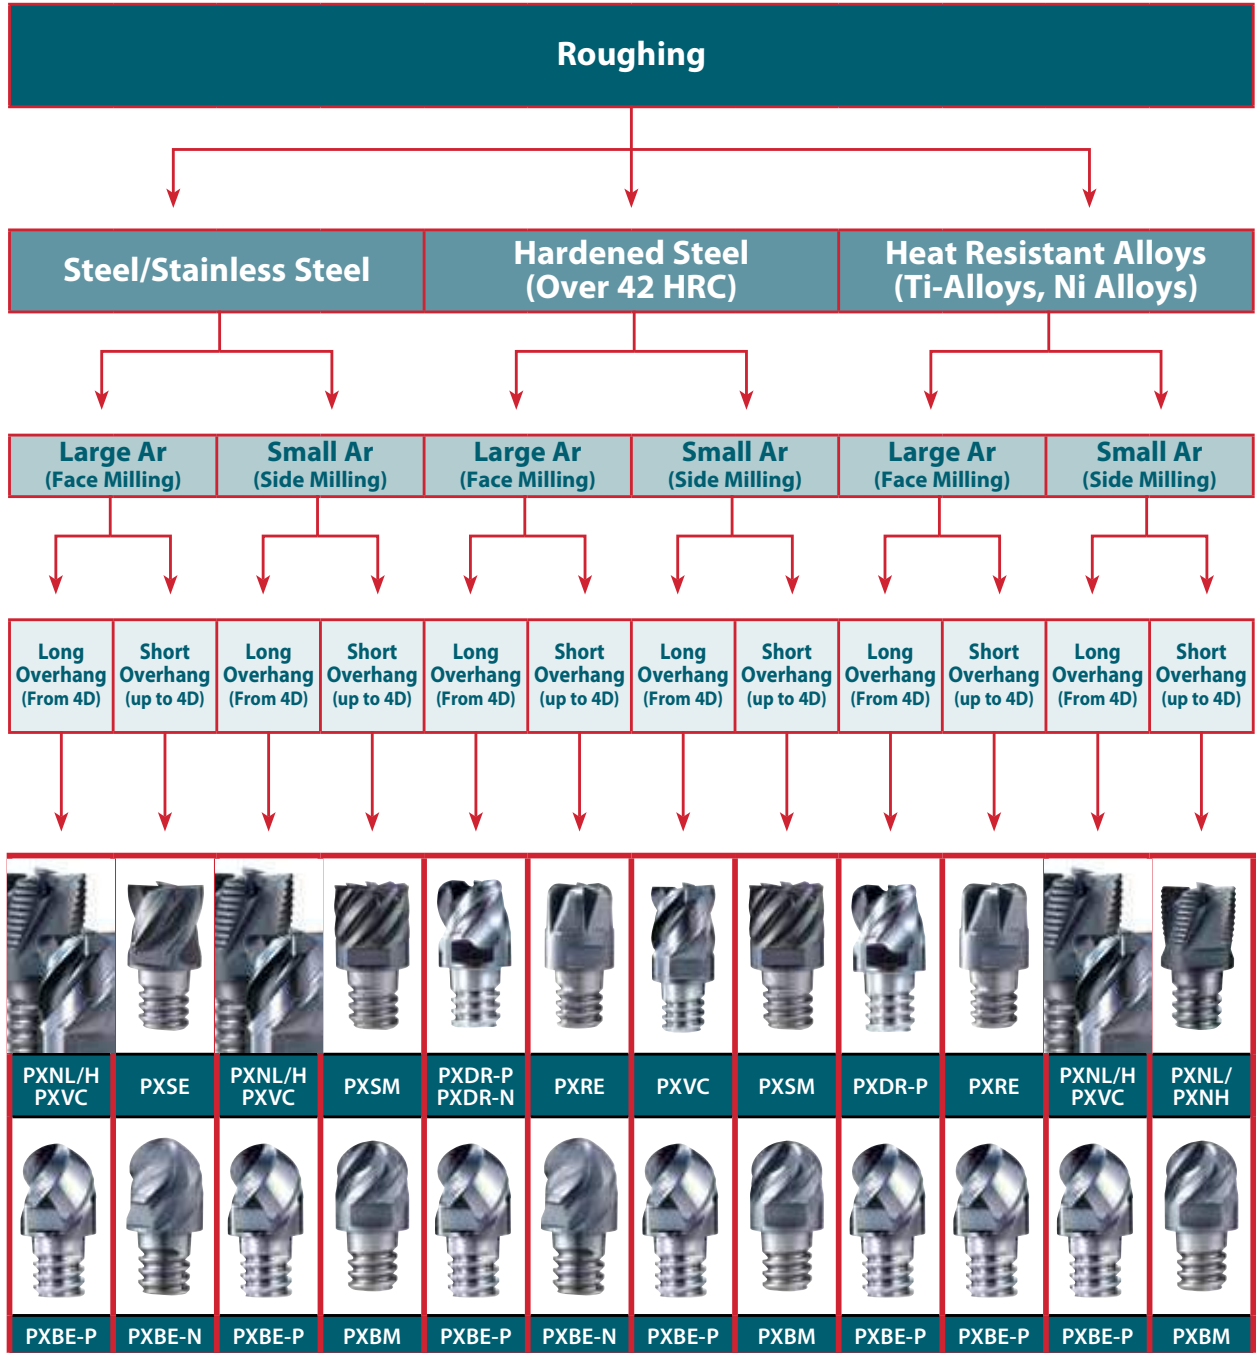 Roughing
Steel/Stainless Steel
Hardened Steel
(Over 42 HRC)
Heat Resistant Alloys
(Ti-Alloys, Ni Alloys)
Large Ar
(Face Milling)
Small Ar
(Side Milling)
Large Ar
(Face Milling)
Small Ar
(Side Milling)
Large Ar
(Face Milling)
Small Ar
(Side Milling)
Long
Overhang
(From 4D)
Short
Overhang
(up to 4D)
Long
Overhang
(From 4D)
Short
Overhang
(up to 4D)
Long
Overhang
(From 4D)
Short
Overhang
(up to 4D)
Long
Overhang
(From 4D)
Short
Overhang
(up to 4D)
Long
Overhang
(From 4D)
Short
Overhang
(up to 4D)
Long
Overhang
(From 4D)
Short
Overhang
(up to 4D)
PXNL/H
PXVC
PXSE
PXNL/H
PXVC
PXSM
PXDR-P
PXDR-N
PXRE
PXVC
PXSM
PXDR-P
PXRE
PXNL/H
PXVC
PXNL/
PXNH
PXBE-P
PXBE-N
PXBE-P
PXBM
PXBE-P
PXBE-N
PXBE-P
PXBM
PXBE-P
PXBE-P
PXBE-P
PXBM